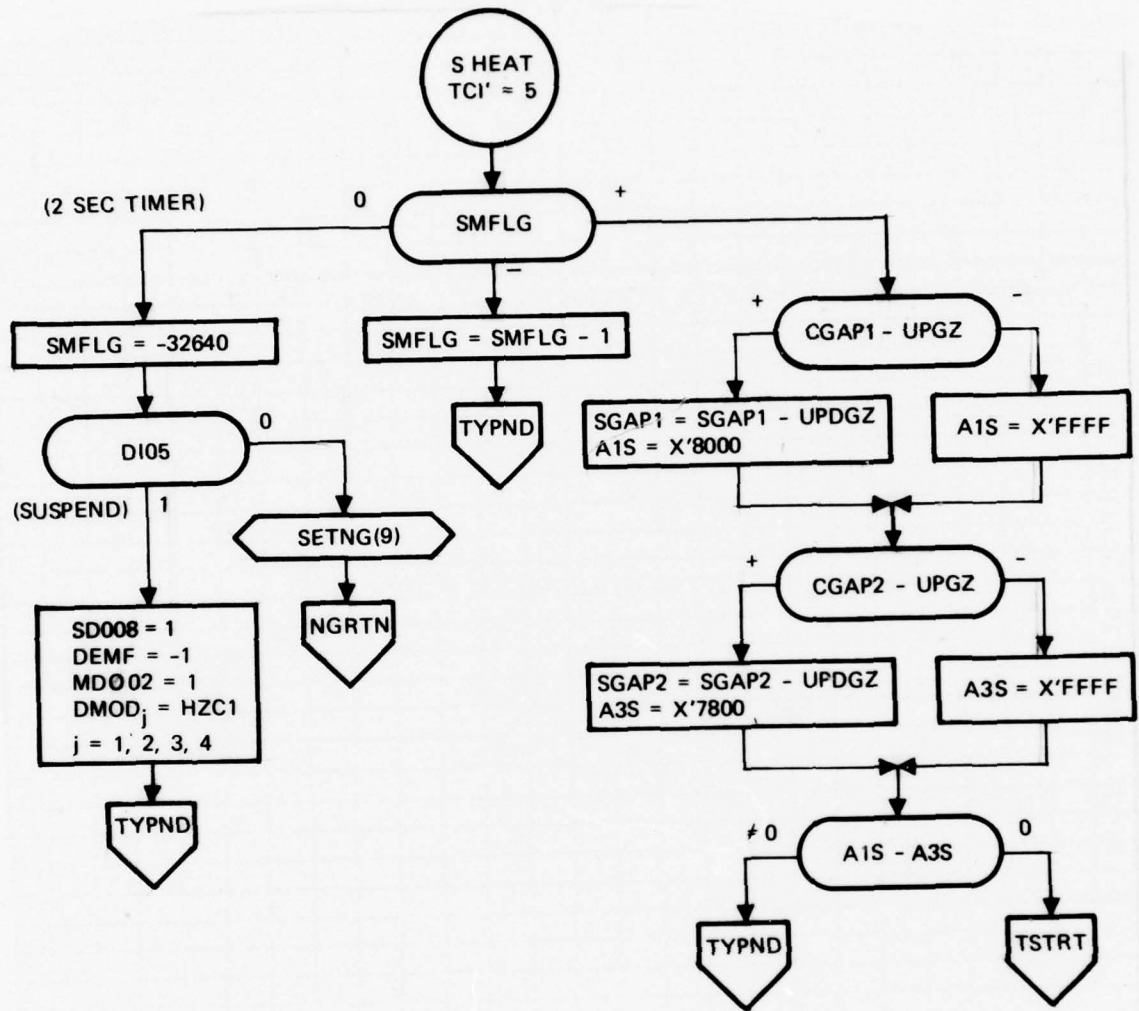 S HEAT
TCI' = 5
(2 SEC TIMER)
0
+
SMFLG
−
SMFLG = -32640
SMFLG = SMFLG - 1
+
CGAP1 - UPGZ
−
TYPND
SGAP1 = SGAP1 - UPDGZ
A1S = X'8000
A1S = X'FFFF
DI05
0
(SUSPEND)
1
SETNG(9)
NGRTN
+
CGAP2 - UPGZ
−
SD008 = 1
DEMF = -1
MDO02 = 1
DMODj = HZC1
j = 1, 2, 3, 4
TYPND
SGAP2 = SGAP2 - UPDGZ
A3S = X'7800
A3S = X'FFFF
≠ 0
A1S - A3S
0
TYPND
TSTRT